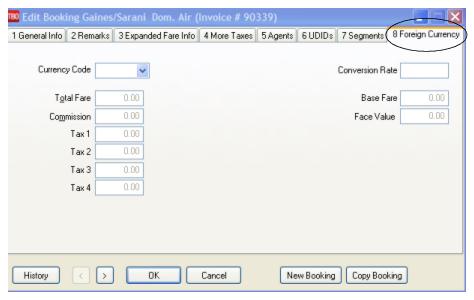 TBO Edit Booking Gaines/Sarani Dom. Air (Invoice # 90339)
1 General Info 2 Remarks 3 Expanded Fare Info 4 More Taxes 5 Agents 6 UDIDs 7 Segments 8 Foreign Currency
Currency Code Conversion Rate
Total Fare 0.00 Base Fare 0.00
Commission 0.00 Face Value 0.00
Tax 1 0.00
Tax 2 0.00
Tax 3 0.00
Tax 4 0.00
History < > OK Cancel New Booking Copy Booking